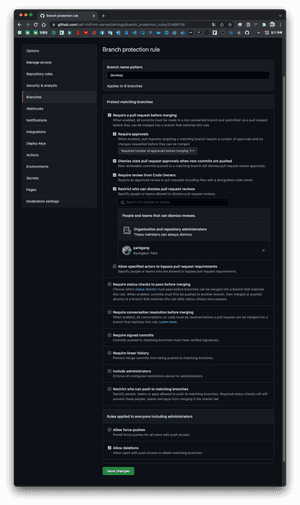 Branch protection rule
Options
Manage access
Repository roles
Security & analysis
Branches
Webhooks
Notifications
Integrations
Deploy keys
Actions
Environments
Secrets
Pages
Moderation settings
Branch protection rule
Branch name pattern
develop
Applies to 0 branches
Protect matching branches
Require a pull request before merging
When enabled, all commits must be made to a non-protected branch and submitted via a pull request
before they can be merged into a branch that matches this rule.
Require approvals
When enabled, pull requests targeting a matching branch require a number of approvals and no
changes requested before they can be merged.
Required number of approvals before merging: 1
Dismiss stale pull request approvals when new commits are pushed
New reviewable commits pushed to a matching branch will dismiss pull request review approvals.
Require review from Code Owners
Require an approved review in pull requests including files with a designated code owner.
Restrict who can dismiss pull request reviews
Specify people or teams allowed to dismiss pull request reviews.
Search for people or teams
People and teams that can dismiss reviews.
Organization and repository administrators
These members can always dismiss.
Allow specified actors to bypass pull request requirements
Specify people or teams who are allowed to bypass pull request requirements.
Require status checks to pass before merging
Choose which status checks must pass before branches can be merged into a branch that matches
this rule. When enabled, commits must first be pushed to another branch, then merged or pushed
directly to a branch that matches this rule after status checks have passed.
Require conversation resolution before merging
When enabled, all conversations on code must be resolved before a pull request can be merged into
a branch that matches this rule. Learn more.
Require signed commits
Commits pushed to matching branches must have verified signatures.
Require linear history
Prevent merge commits from being pushed to matching branches.
Include administrators
Enforce all configured restrictions above for administrators.
Restrict who can push to matching branches
Specify people, teams or apps allowed to push to matching branches. Required status checks will still
prevent these people, teams and apps from merging if the checks fail.
Rules applied to everyone including administrators
Allow force pushes
Permit force pushes for all users with push access.
Allow deletions
Allow users with push access to delete matching branches.
Save changes